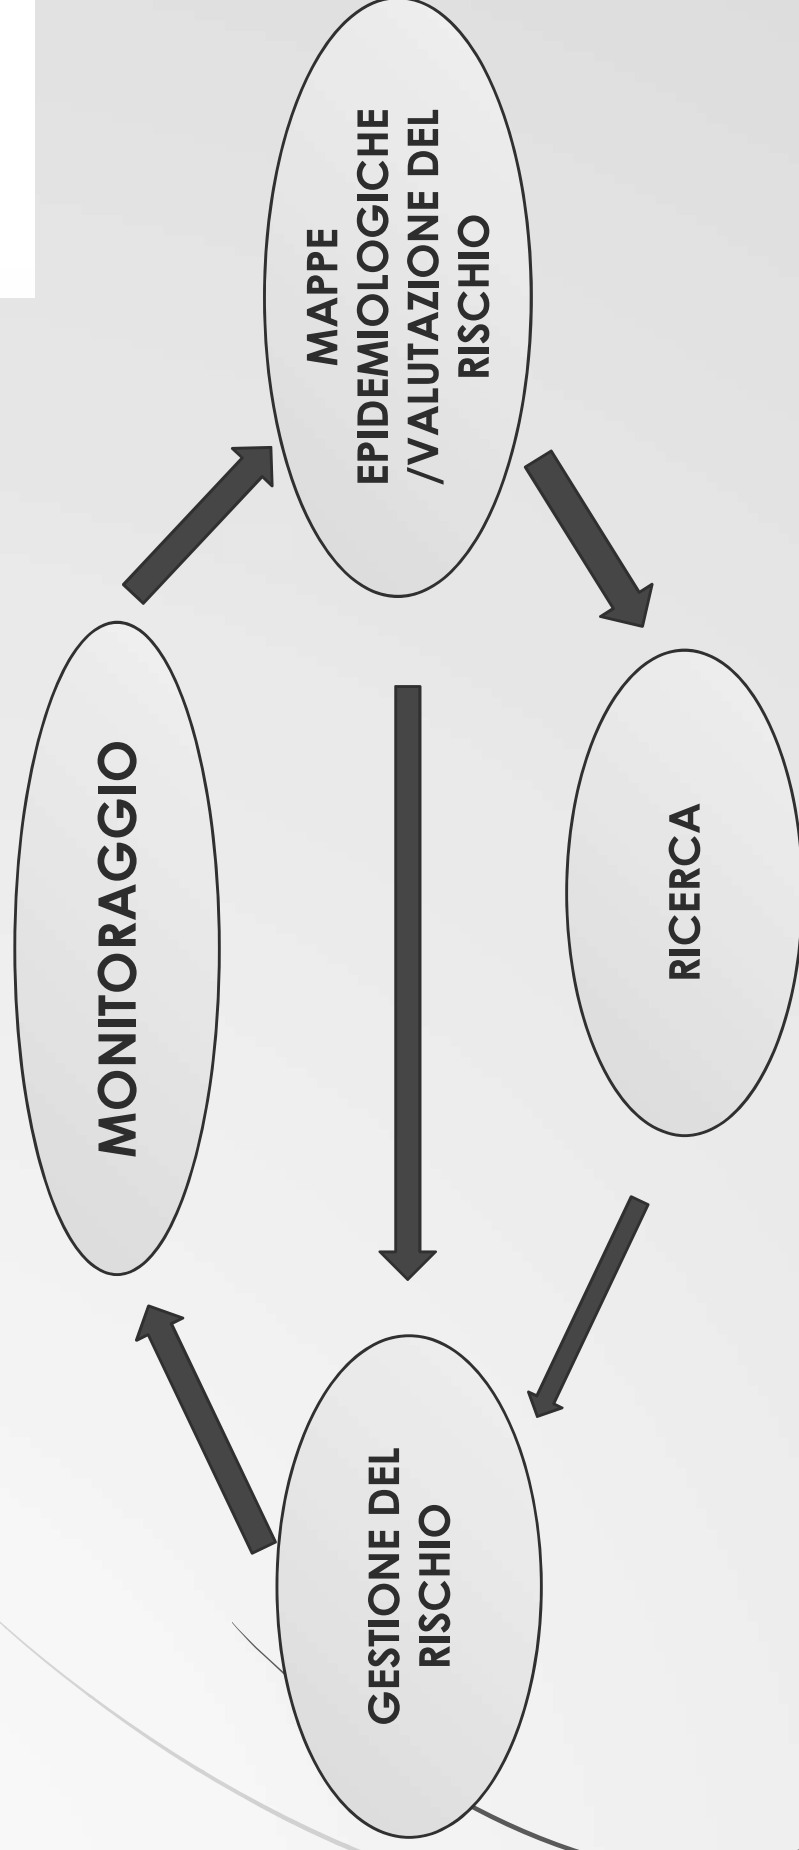 MONITORAGGIO
GESTIONE DEL
RISCHIO
MAPPE
EPIDEMIOLOGICHE
/VALUTAZIONE DEL
RISCHIO
RICERCA